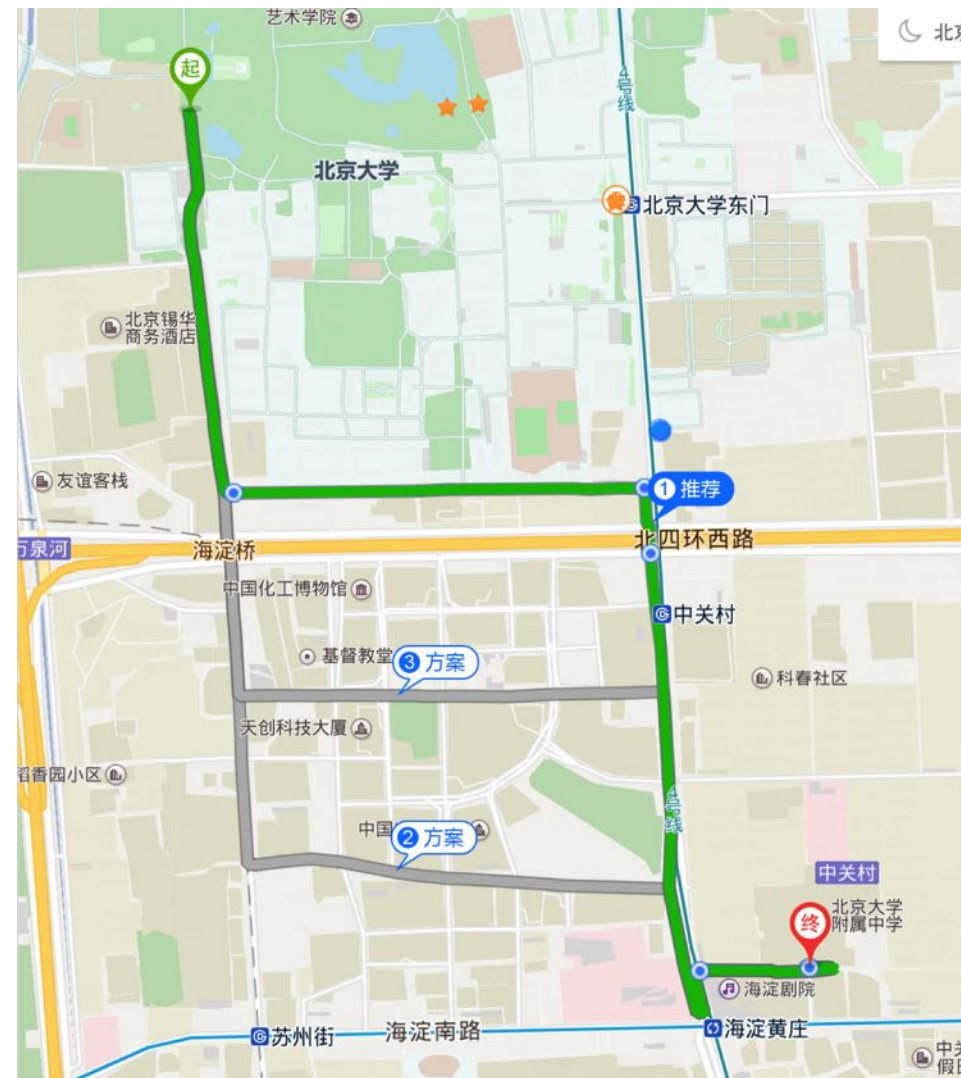 艺术学院
北京
起
4号线
北京大学
北京大学东门
北京锡华
商务酒店
友谊客栈
1 推荐
万泉河
海淀桥
北四环西路
中国化工博物馆
中关村
基督教堂
3 方案
科春社区
天创科技大厦
稻香园小区
4号线
中国
2 方案
中关村
北京大学
附属中学
终
海淀剧院
苏州街
海淀南路
海淀黄庄
中关
假日